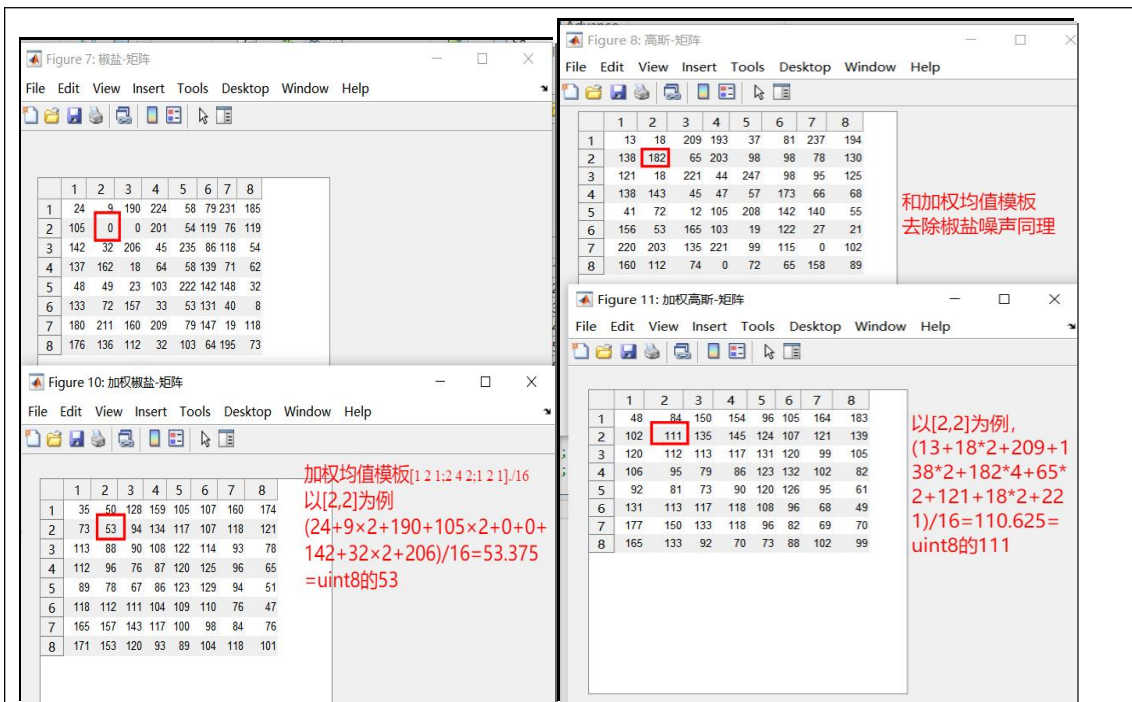 Figure 7: 椒盐-矩阵
File Edit View Insert Tools Desktop Window Help
1 2 3 4 5 6 7 8
1 24 9 190 224 58 79 231 185
2 105 0 0 201 54 119 76 119
3 142 32 206 45 235 86 118 54
4 137 162 18 64 58 139 71 62
5 48 49 23 103 222 142 148 32
6 133 72 157 33 53 131 40 8
7 180 211 160 209 79 147 19 118
8 176 136 112 32 103 64 195 73
Figure 10: 加权椒盐-矩阵
File Edit View Insert Tools Desktop Window Help
1 2 3 4 5 6 7 8
1 35 50 128 159 105 107 160 174
2 73 53 94 134 117 107 118 121
3 113 88 90 108 122 114 93 78
4 112 96 76 87 120 125 96 65
5 89 78 67 86 123 129 94 51
6 118 112 111 104 109 110 76 47
7 165 157 143 117 100 98 84 76
8 171 153 120 93 89 104 118 101
加权均值模板[1 2 1;2 4 2;1 2 1]./16
以[2,2]为例
(24+9×2+190+105×2+0+0+
142+32×2+206)/16=53.375
=uint8的53
Figure 8: 高斯-矩阵
File Edit View Insert Tools Desktop Window Help
1 2 3 4 5 6 7 8
1 13 18 209 193 37 81 237 194
2 138 182 65 203 98 98 78 130
3 121 18 221 44 247 98 95 125
4 138 143 45 47 57 173 66 68
5 41 72 12 105 208 142 140 55
6 156 53 165 103 19 122 27 21
7 220 203 135 221 99 115 0 102
8 160 112 74 0 72 65 158 89
和加权均值模板
去除椒盐噪声同理
Figure 11: 加权高斯-矩阵
File Edit View Insert Tools Desktop Window Help
1 2 3 4 5 6 7 8
1 48 84 150 154 96 105 164 183
2 102 111 135 145 124 107 121 139
3 120 112 113 117 131 120 99 105
4 106 95 79 86 123 132 102 82
5 92 81 73 90 120 126 95 61
6 131 113 117 118 108 96 68 49
7 177 150 133 118 96 82 69 70
8 165 133 92 70 73 88 102 99
以[2,2]为例，
(13+18*2+209+1
38*2+182*4+65*
2+121+18*2+22
1)/16=110.625=
uint8的111